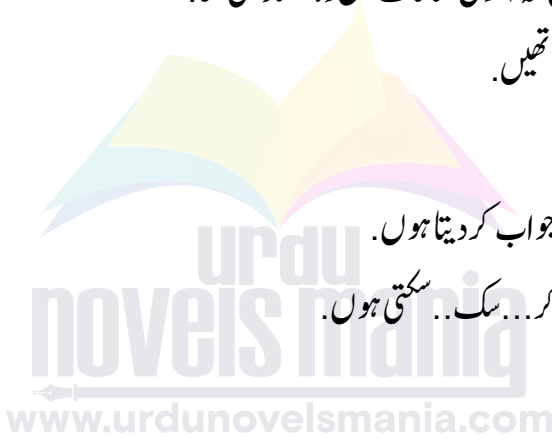 تھیں.
جواب کر دیتا ہوں.
کر...سک..سکتی ہوں.
urdu
novels mania
www.urdunovelsmania.com